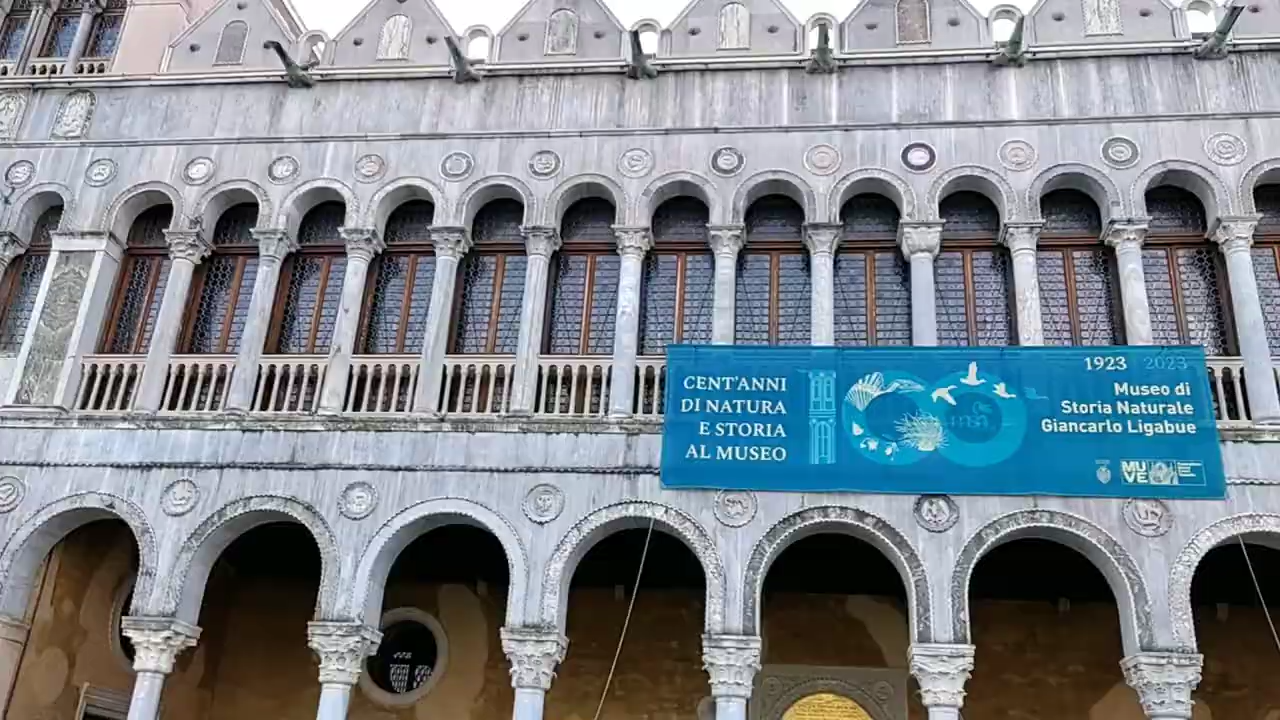 CENT'ANNI
DI NATURA
E STORIA
AL MUSEO
1923 2023
Museo di
Storia Naturale
Giancarlo Ligabue
MU
VE